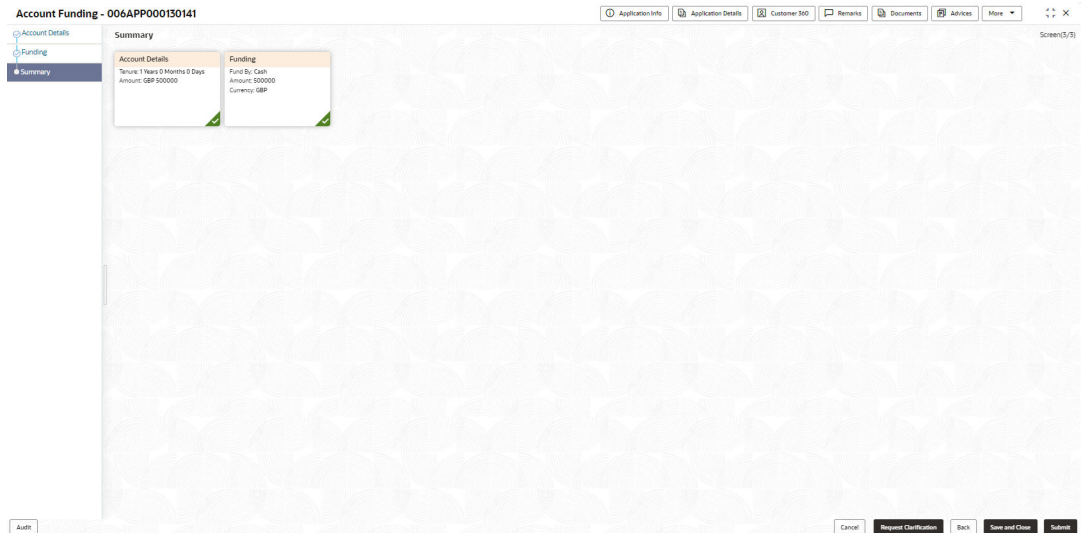 Account Funding - 006APP000130141
Application Info
Application Details
Customer 360
Remarks
Documents
Advices
More
Account Details
Funding
Summary
Summary
Screen(3/3)
Account Details
Tenure: 1 Years 0 Months 0 Days
Amount: GBP 500000
Funding
Fund By: Cash
Amount: 500000
Currency: GBP
Audit
Cancel
Request Clarification
Back
Save and Close
Submit